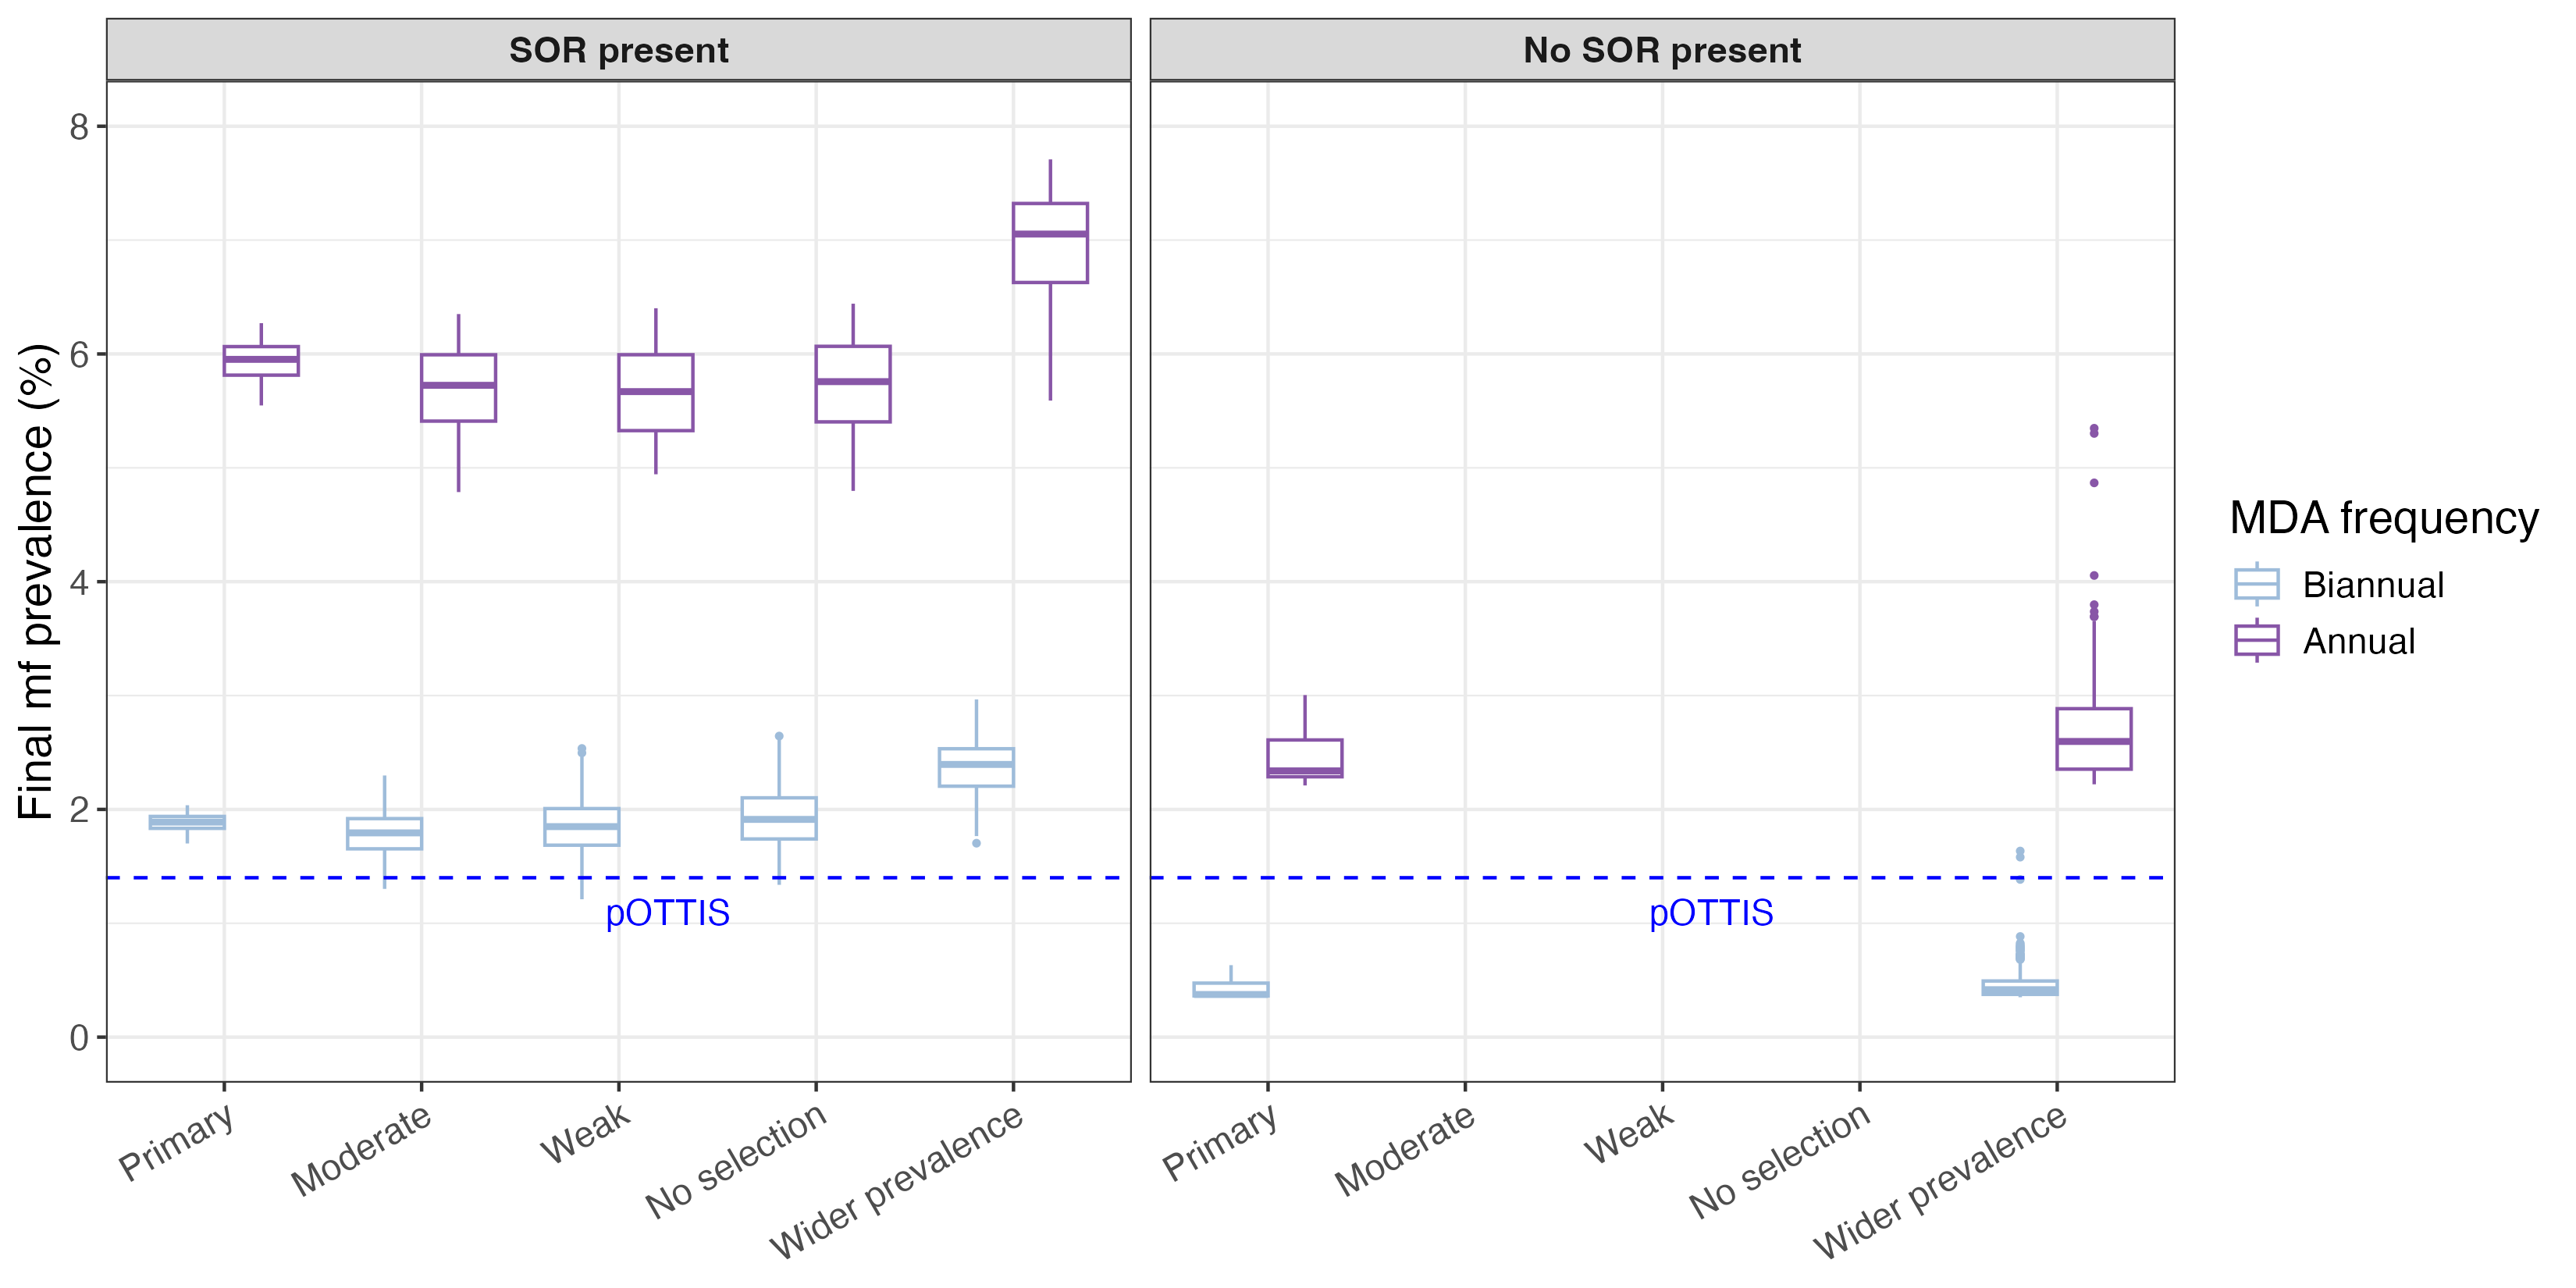 SOR present
No SOR present
Final mf prevalence (%)
8
6
4
2
0
pOTTIS
pOTTIS
Primary
Moderate
Weak
No selection
Wider prevalence
Primary
Moderate
Weak
No selection
Wider prevalence
MDA frequency
Biannual
Annual